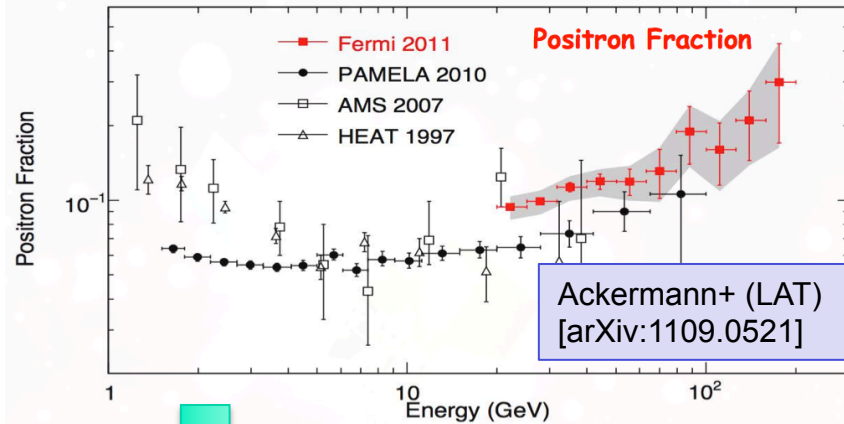 Positron Fraction
Fermi 2011
PAMELA 2010
AMS 2007
HEAT 1997
Positron Fraction
10⁻¹
Ackermann+ (LAT)
[arXiv:1109.0521]
1
10
10²
Energy (GeV)